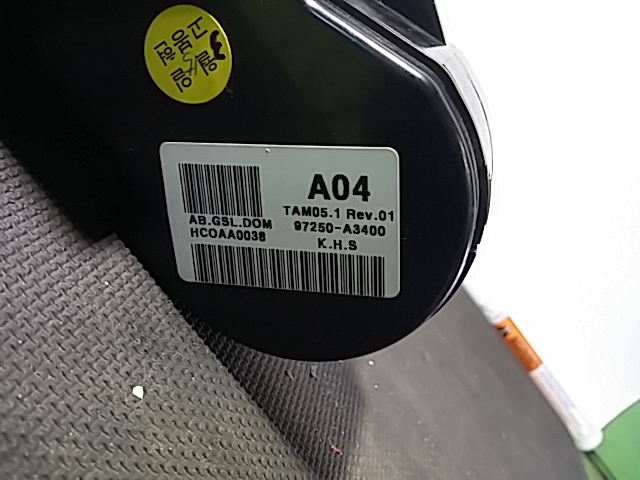 A04
TAM05.1 Rev.01
AB.GSL.DOM
97250-A3400
HCOAA0038
K.H.S